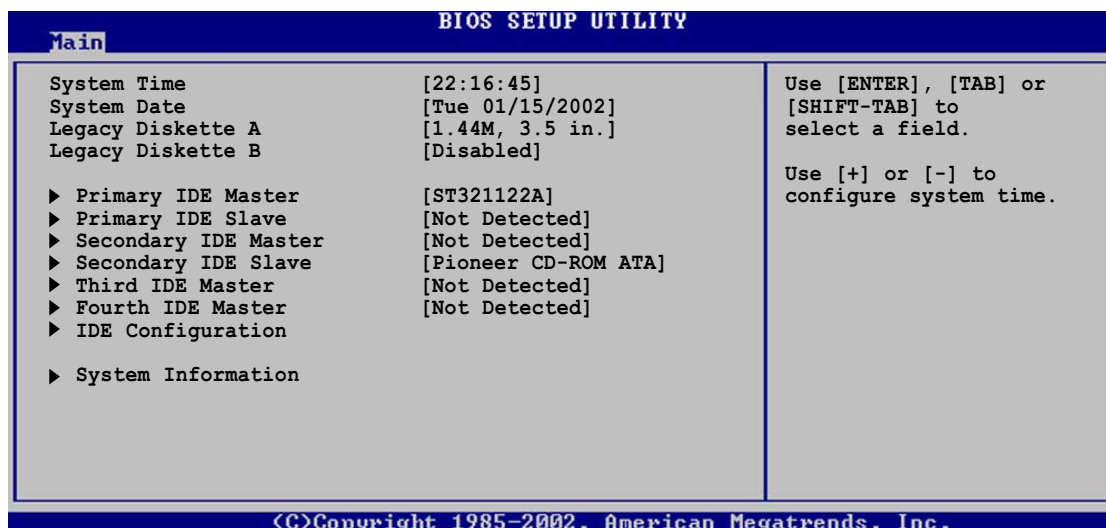 BIOS SETUP UTILITY
Main
System Time [22:16:45]
System Date [Tue 01/15/2002]
Legacy Diskette A [1.44M, 3.5 in.]
Legacy Diskette B [Disabled]
Primary IDE Master [ST321122A]
Primary IDE Slave [Not Detected]
Secondary IDE Master [Not Detected]
Secondary IDE Slave [Pioneer CD-ROM ATA]
Third IDE Master [Not Detected]
Fourth IDE Master [Not Detected]
IDE Configuration
System Information
Use [ENTER], [TAB] or
[SHIFT-TAB] to
select a field.
Use [+] or [-] to
configure system time.
(C)Copyright 1985-2002, American Megatrends, Inc.